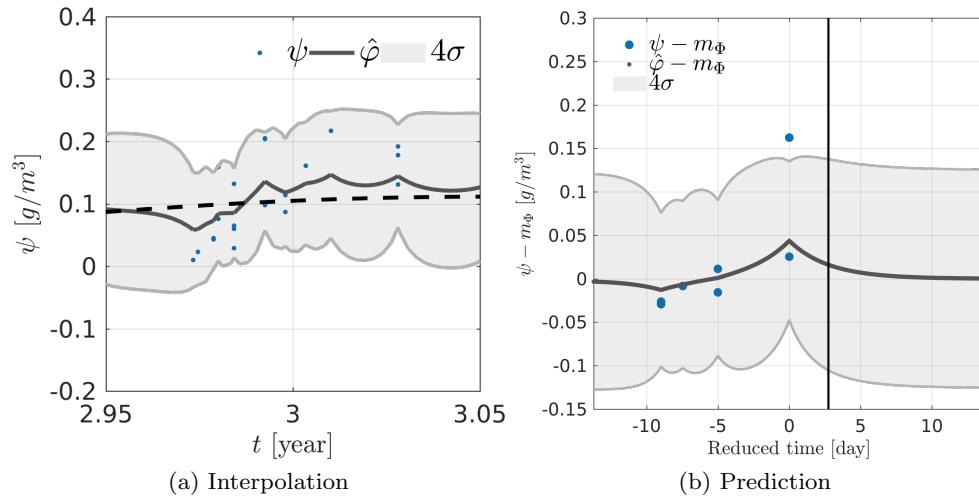 ψ φ̂ 4σ
0.4
0.3
0.2
0.1
0
-0.1
-0.2
ψ [g/m³]
2.95 3 3.05
t [year]
(a) Interpolation
ψ − m_Φ
φ̂ − m_Φ
4σ
0.3
0.25
0.2
0.15
0.1
0.05
0
-0.05
-0.1
-0.15
ψ − m_Φ [g/m³]
-10 -5 0 5 10
Reduced time [day]
(b) Prediction